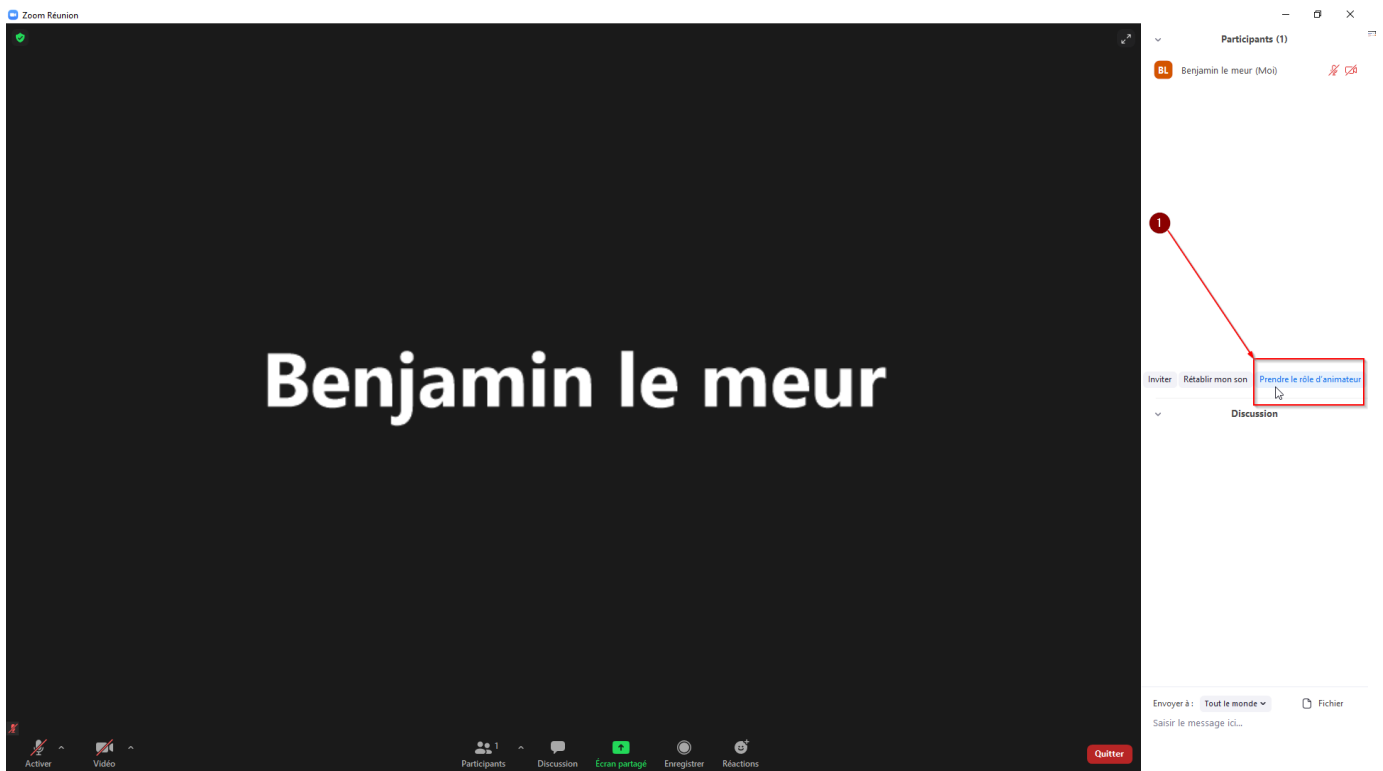 Zoom Réunion
Participants (1)
BL Benjamin le meur (Moi)
1
Benjamin le meur
Inviter Rétablir mon son Prendre le rôle d'animateur
Discussion
Envoyer à : Tout le monde Fichier
Saisir le message ici...
1
Activer Vidéo Participants Discussion Écran partagé Enregistrer Réactions Quitter